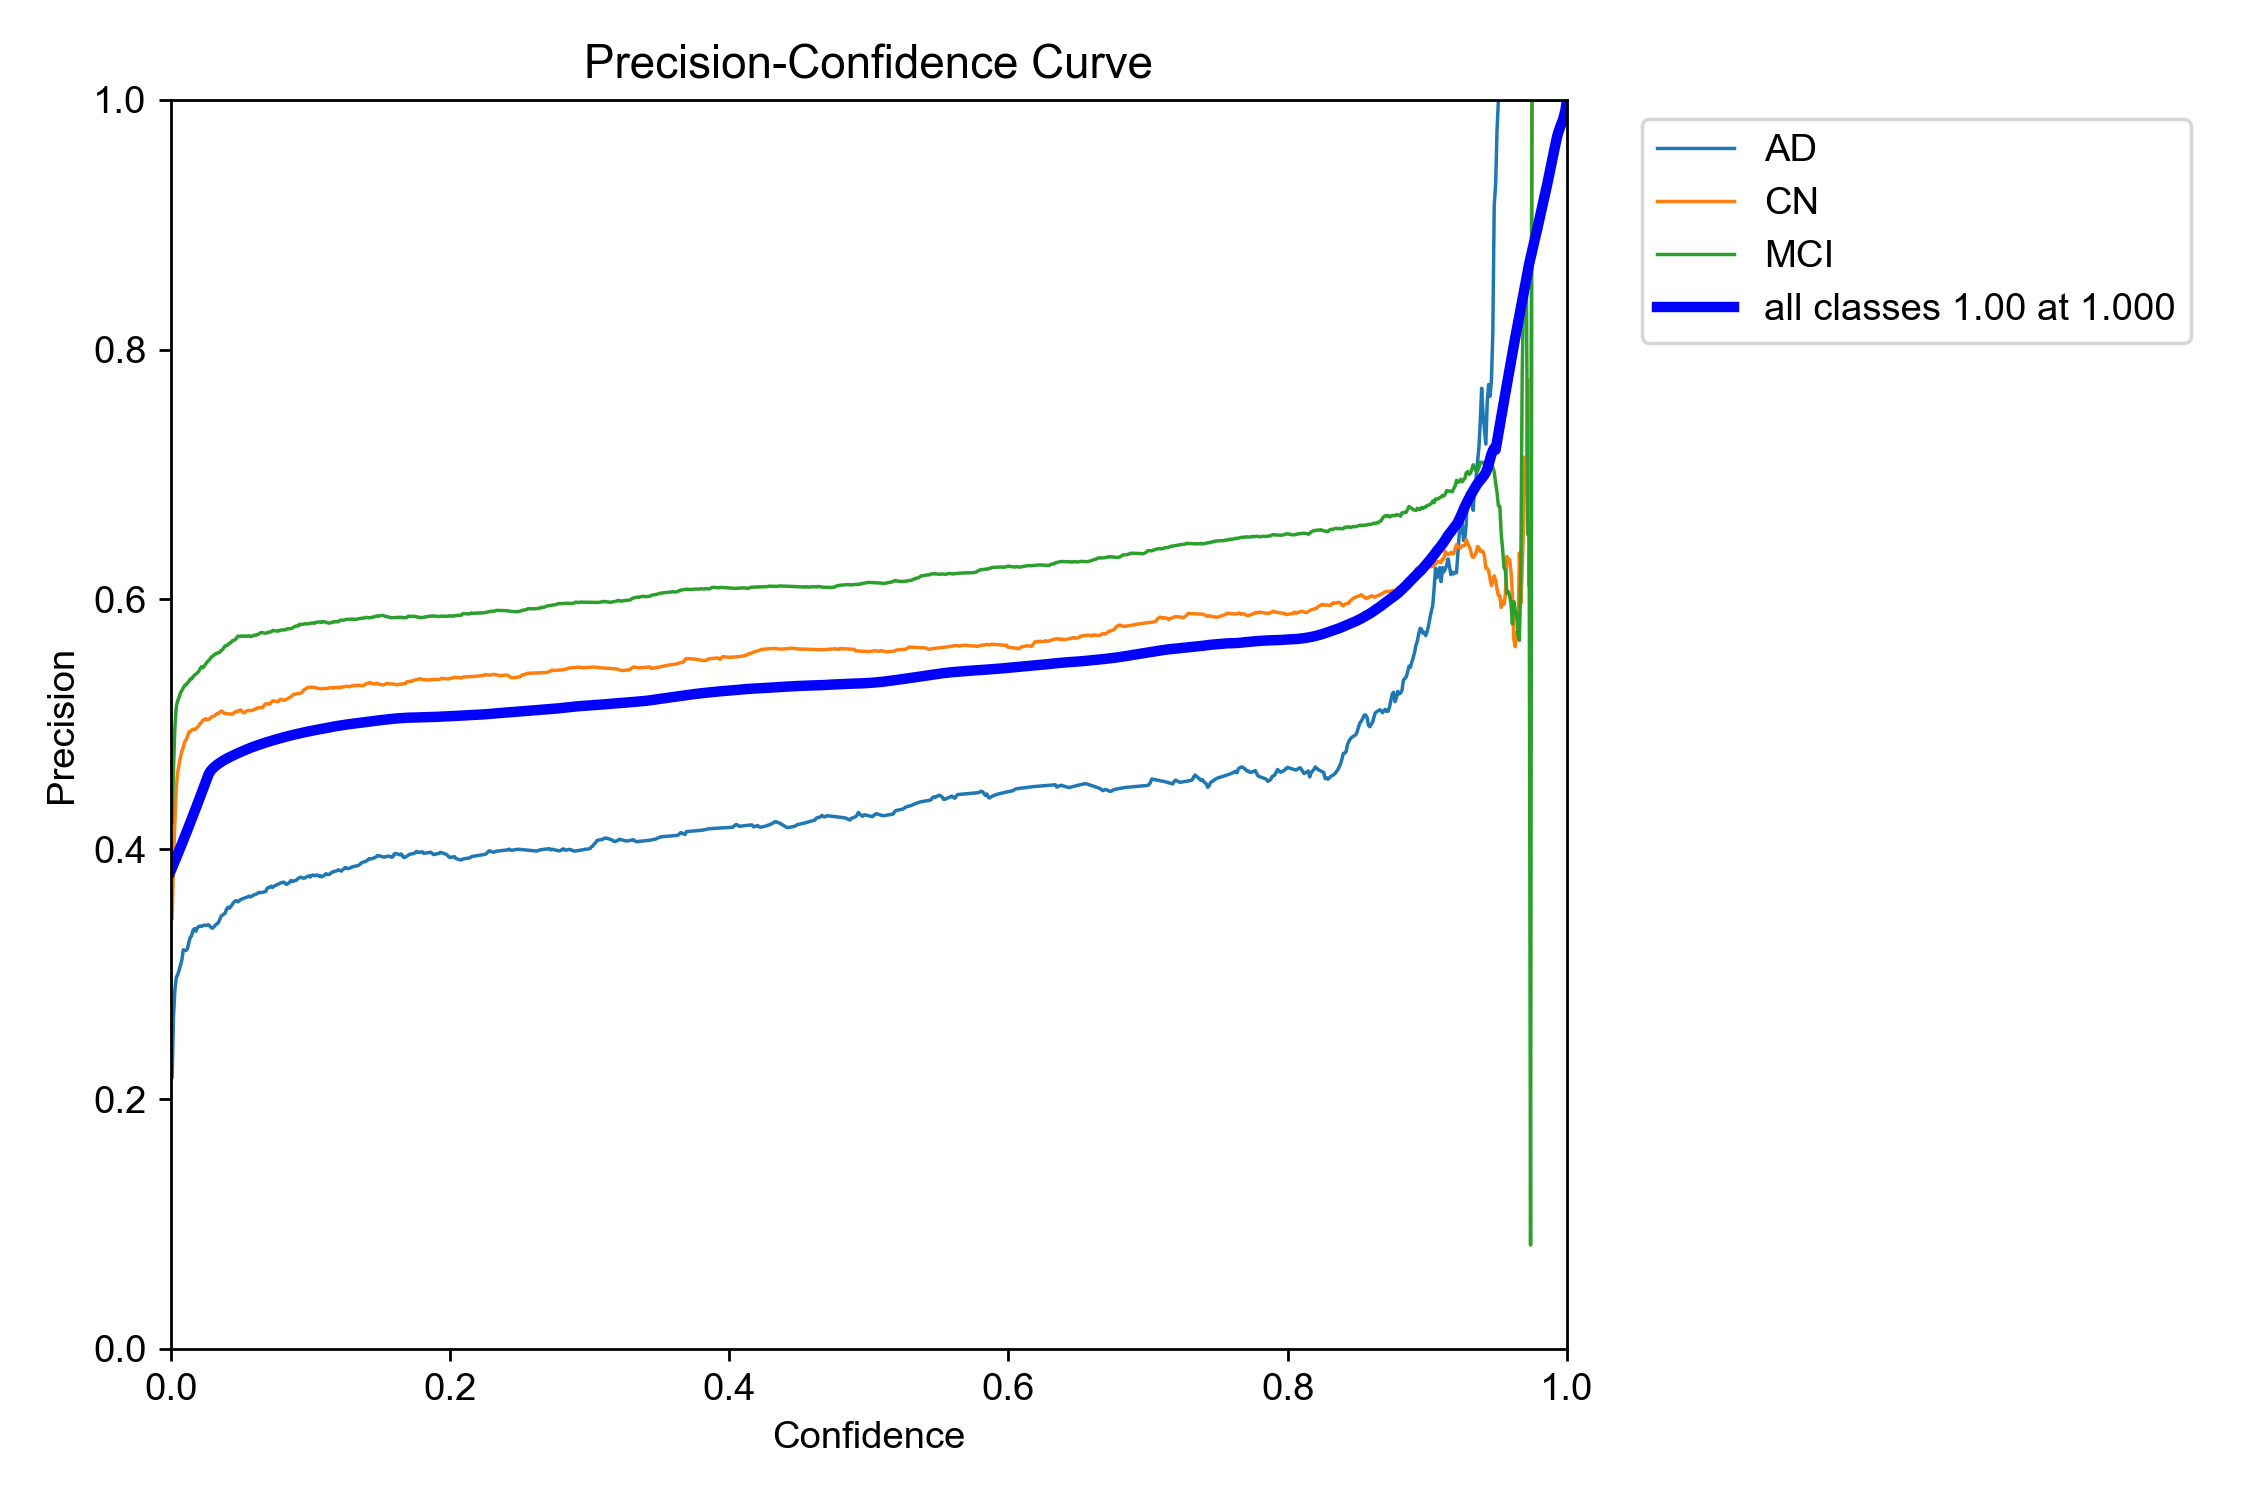 Precision-Confidence Curve
1.0
0.8
0.6
0.4
0.2
0.0
Precision
0.0 0.2 0.4 0.6 0.8 1.0
Confidence
AD
CN
MCI
all classes 1.00 at 1.000